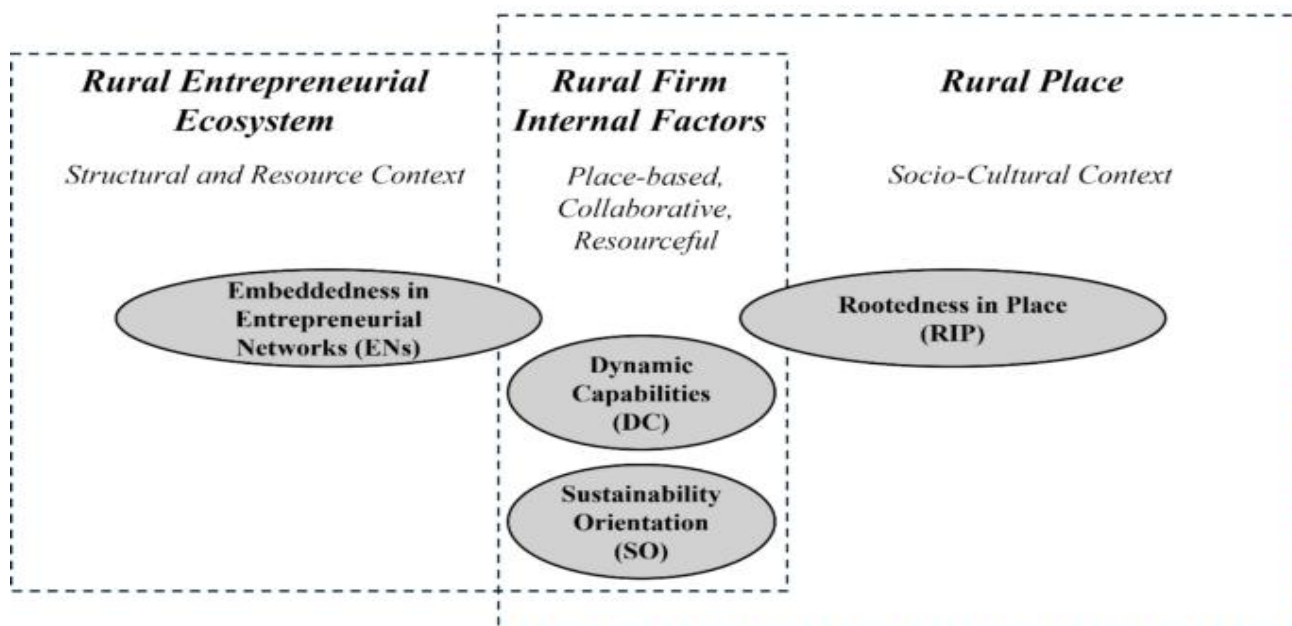 Rural Entrepreneurial
Ecosystem
Structural and Resource Context
Rural Firm
Internal Factors
Place-based,
Collaborative,
Resourceful
Rural Place
Socio-Cultural Context
Embeddedness in
Entrepreneurial
Networks (ENs)
Dynamic
Capabilities
(DC)
Sustainability
Orientation
(SO)
Rootedness in Place
(RIP)